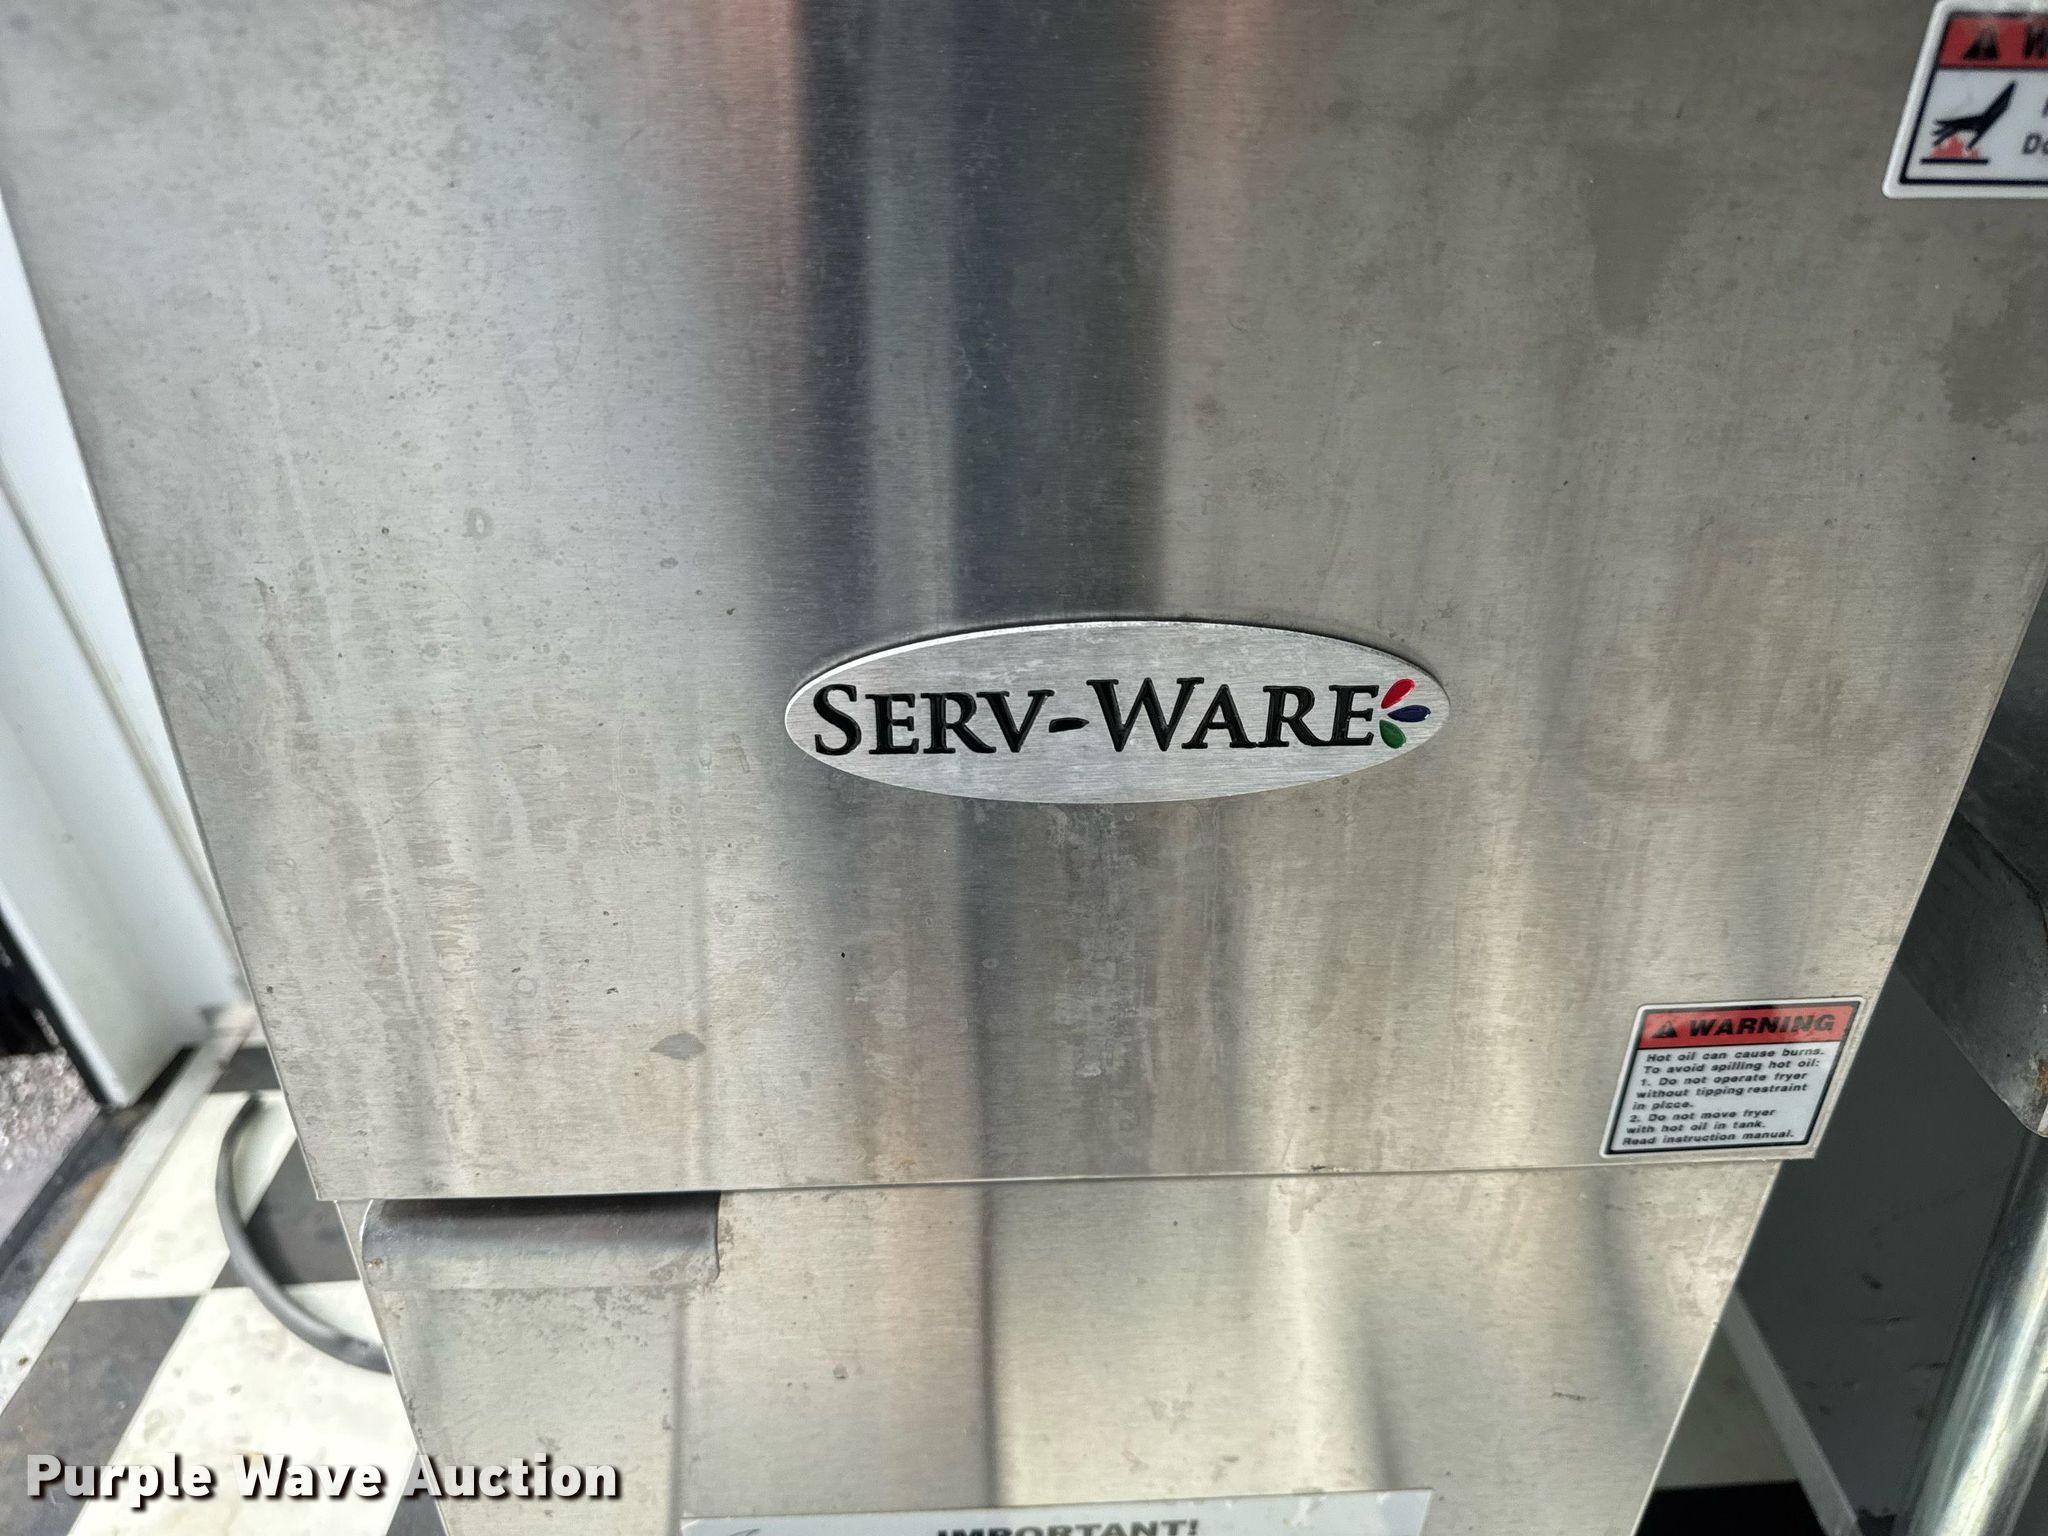 SERV-WARE
WARNING
Hot oil can cause burns.
To avoid spilling hot oil:
1. Do not operate fryer
without tipping restraint
in place.
2. Do not move fryer
with hot oil in tank.
Read instruction manual.
IMPORTANT!
Purple Wave Auction